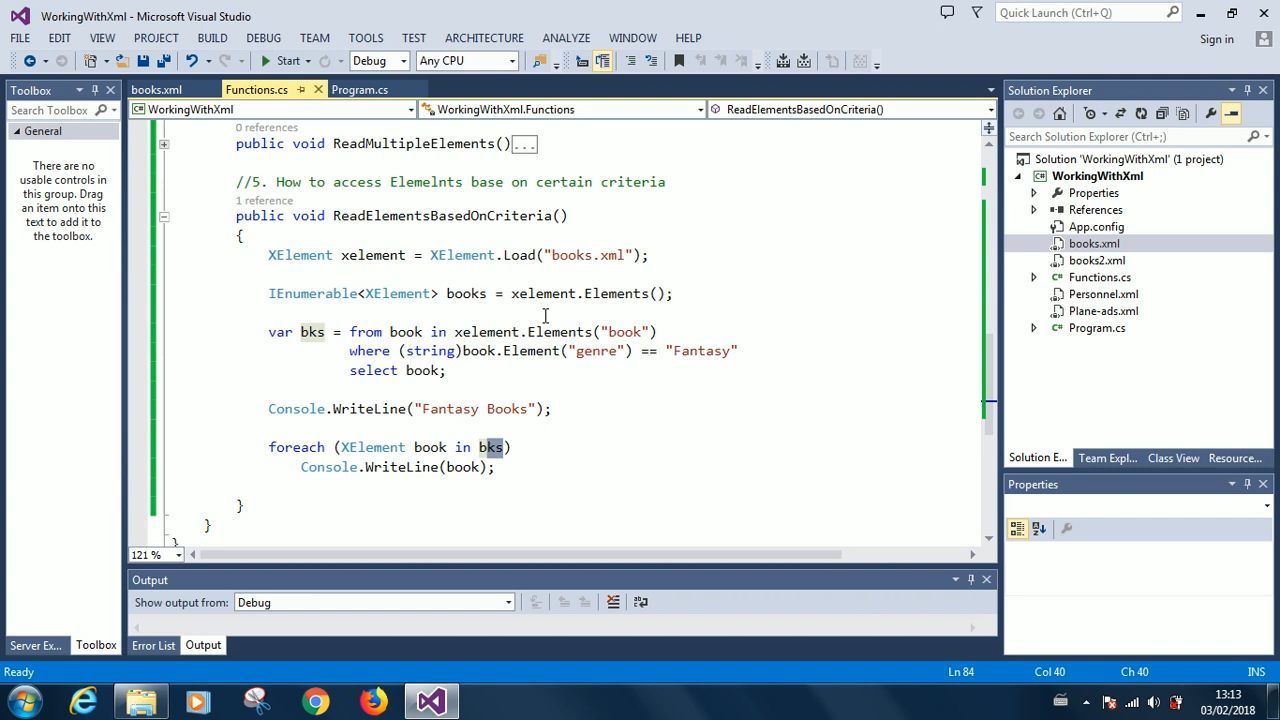 WorkingWithXml - Microsoft Visual Studio
Quick Launch (Ctrl+Q)
FILE EDIT VIEW PROJECT BUILD DEBUG TEAM TOOLS TEST ARCHITECTURE ANALYZE WINDOW HELP
Sign in
Start Debug Any CPU
Toolbox
Search Toolbox
General
There are no
usable controls in
this group. Drag
an item onto this
text to add it to
the toolbox.
Server Ex... Toolbox
books.xml Functions.cs Program.cs
WorkingWithXml WorkingWithXml.Functions ReadElementsBasedOnCriteria()
0 references
public void ReadMultipleElements()...
//5. How to access Elemelnts base on certain criteria
1 reference
public void ReadElementsBasedOnCriteria()
{
XElement xelement = XElement.Load("books.xml");
IEnumerable<XElement> books = xelement.Elements();
var bks = from book in xelement.Elements("book")
where (string)book.Element("genre") == "Fantasy"
select book;
Console.WriteLine("Fantasy Books");
foreach (XElement book in bks)
Console.WriteLine(book);
}
}
}
121 %
Output
Show output from: Debug
Error List Output
Solution Explorer
Search Solution Explorer (Ctrl+;)
Solution 'WorkingWithXml' (1 project)
WorkingWithXml
Properties
References
App.config
books.xml
books2.xml
Functions.cs
Personnel.xml
Plane-ads.xml
Program.cs
Solution E... Team Expl... Class View Resource...
Properties
Ready Ln 84 Col 40 Ch 40 INS
13:13
03/02/2018